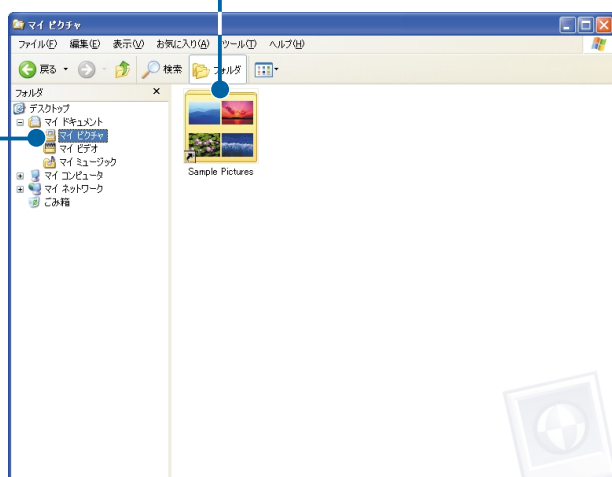 マイ ピクチャ
ファイル(F) 編集(E) 表示(V) お気に入り(A) ツール(T) ヘルプ(H)
戻る 検索 フォルダ
フォルダ ×
デスクトップ
マイ ドキュメント
マイ ピクチャ
マイ ビデオ
マイ ミュージック
マイ コンピュータ
マイ ネットワーク
ごみ箱
Sample Pictures